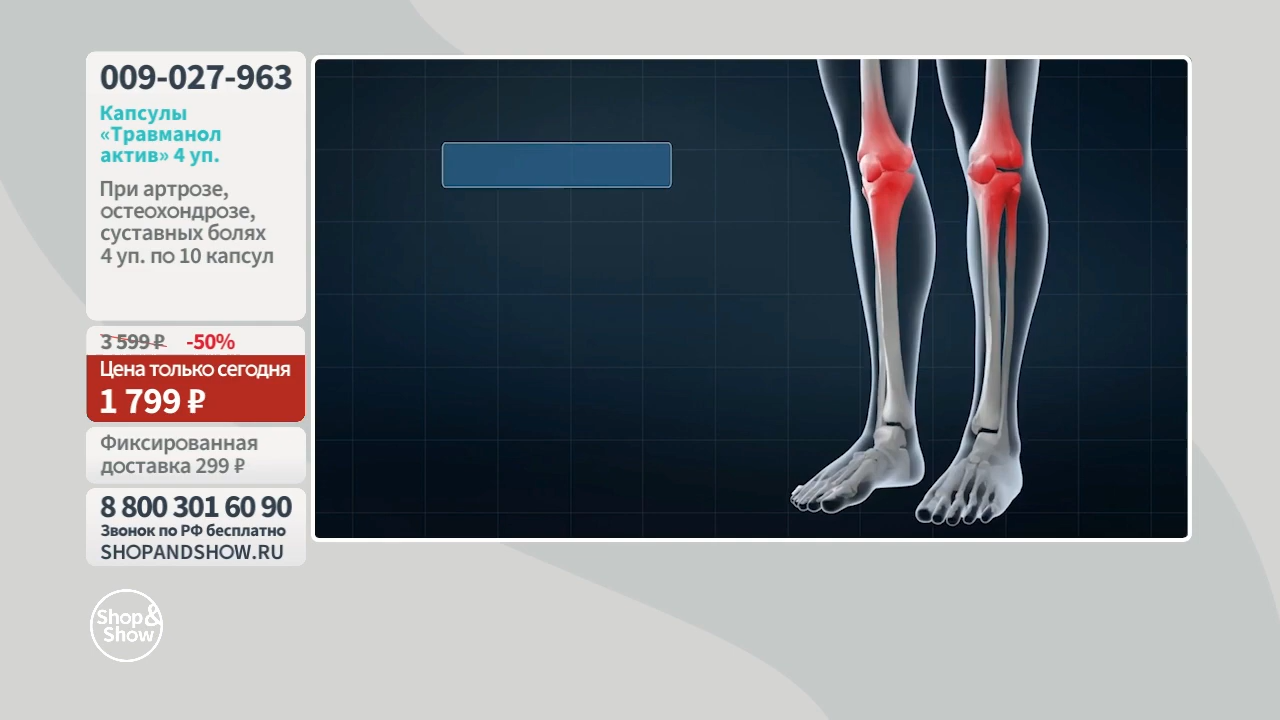 009-027-963
Капсулы
«Травманол
актив» 4 уп.
При артрозе,
остеохондрозе,
суставных болях
4 уп. по 10 капсул
3 599 ₽ -50%
Цена только сегодня
1 799 ₽
Фиксированная
доставка 299 ₽
8 800 301 60 90
Звонок по РФ бесплатно
SHOPANDSHOW.RU
Shop&
Show